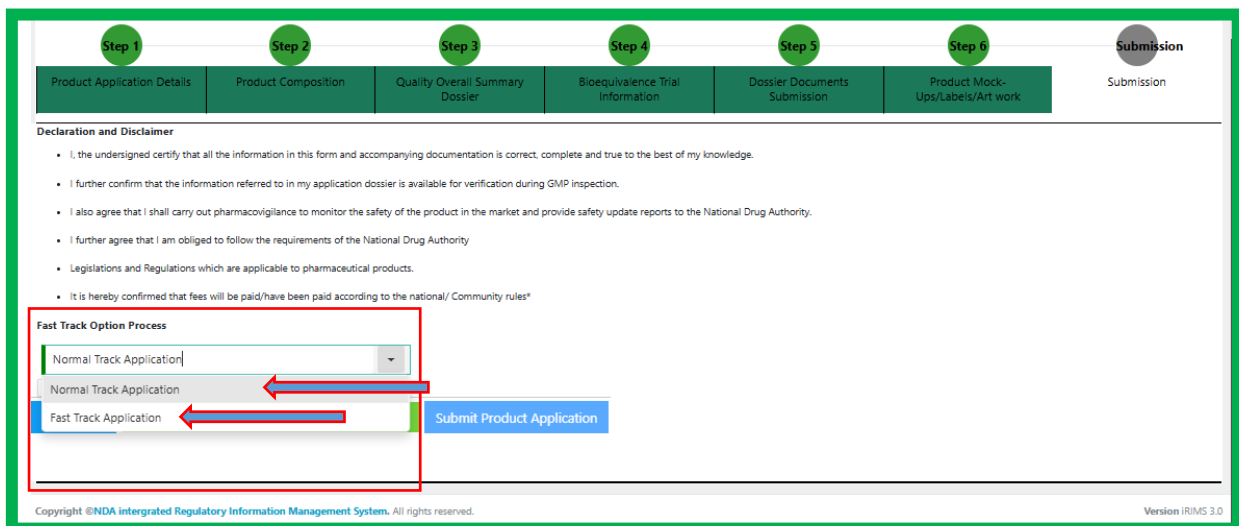 Step 1
Step 2
Step 3
Step 4
Step 5
Step 6
Submission
Product Application Details
Product Composition
Quality Overall Summary
Dossier
Bioequivalence Trial
Information
Dossier Documents
Submission
Product Mock-
Ups/Labels/Art work
Submission
Declaration and Disclaimer
• I, the undersigned certify that all the information in this form and accompanying documentation is correct, complete and true to the best of my knowledge.
• I further confirm that the information referred to in my application dossier is available for verification during GMP inspection.
• I also agree that I shall carry out pharmacovigilance to monitor the safety of the product in the market and provide safety update reports to the National Drug Authority.
• I further agree that I am obliged to follow the requirements of the National Drug Authority
• Legislations and Regulations which are applicable to pharmaceutical products.
• It is hereby confirmed that fees will be paid/have been paid according to the national/ Community rules*
Fast Track Option Process
Normal Track Application
Normal Track Application
Fast Track Application
Submit Product Application
Copyright ©NDA intergrated Regulatory Information Management System. All rights reserved.
Version iRIMS 3.0